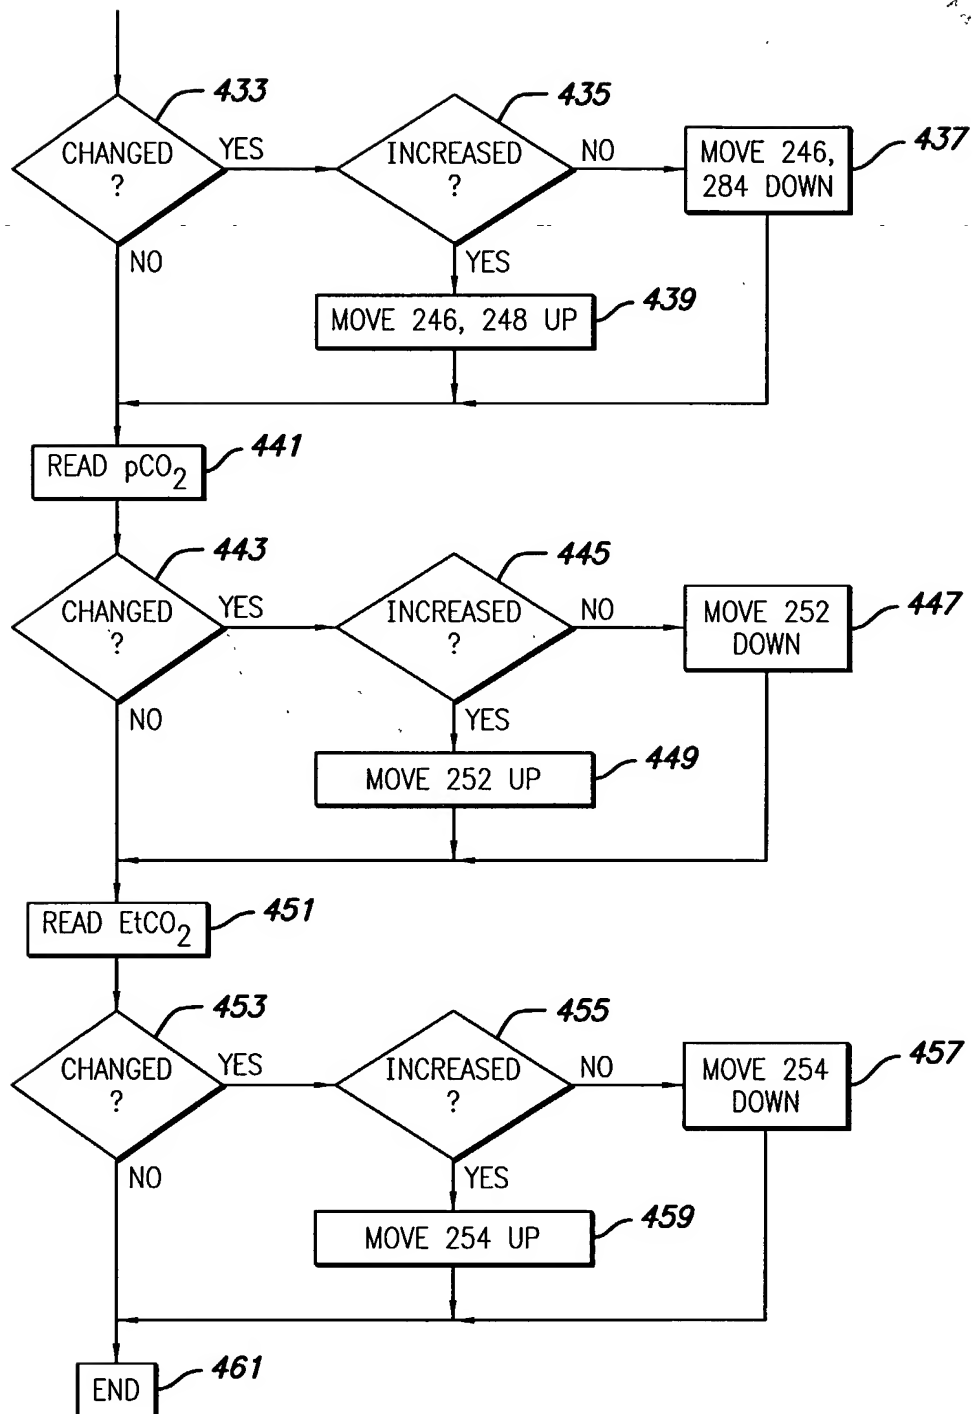 433
435
CHANGED
?
YES
INCREASED
?
NO
MOVE 246,
284 DOWN
437
NO
YES
MOVE 246, 248 UP
439
READ pCO2
441
443
445
CHANGED
?
YES
INCREASED
?
NO
MOVE 252
DOWN
447
NO
YES
MOVE 252 UP
449
READ EtCO2
451
453
455
CHANGED
?
YES
INCREASED
?
NO
MOVE 254
DOWN
457
NO
YES
MOVE 254 UP
459
END
461